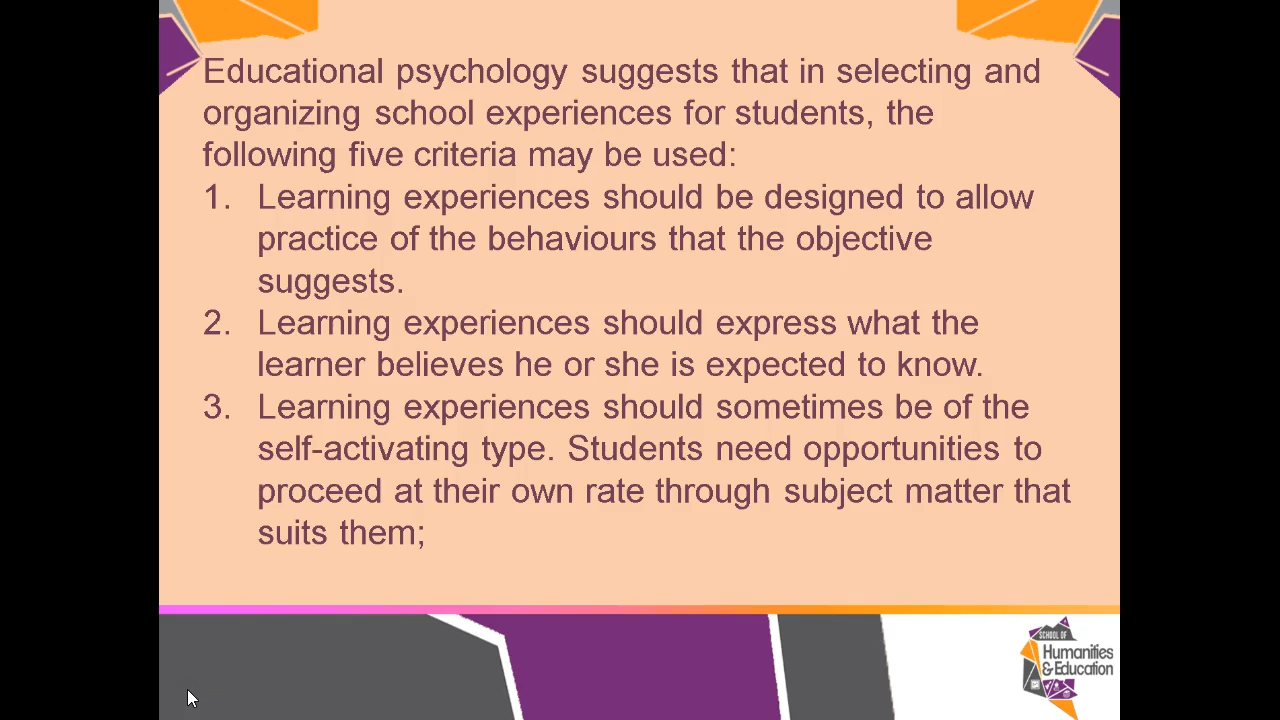 Educational psychology suggests that in selecting and
organizing school experiences for students, the
following five criteria may be used:
1. Learning experiences should be designed to allow
practice of the behaviours that the objective
suggests.
2. Learning experiences should express what the
learner believes he or she is expected to know.
3. Learning experiences should sometimes be of the
self-activating type. Students need opportunities to
proceed at their own rate through subject matter that
suits them;
SCHOOL OF
Humanities
& Education